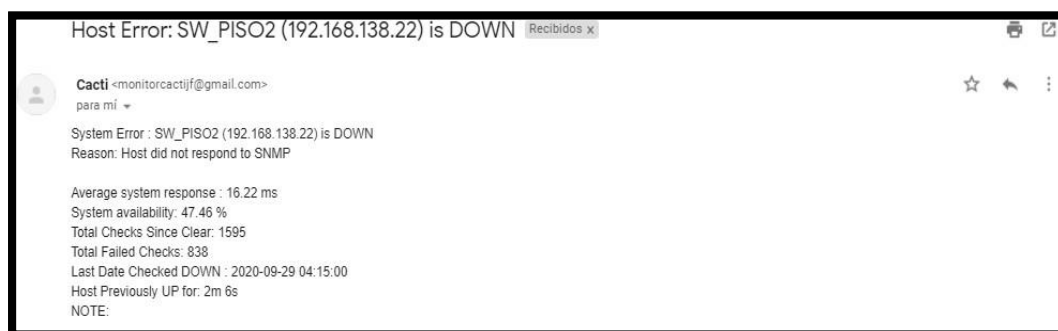 Host Error: SW_PISO2 (192.168.138.22) is DOWN Recibidos x
Cacti <monitorcactijf@gmail.com>
para mí
System Error : SW_PISO2 (192.168.138.22) is DOWN
Reason: Host did not respond to SNMP
Average system response : 16.22 ms
System availability: 47.46 %
Total Checks Since Clear: 1595
Total Failed Checks: 838
Last Date Checked DOWN : 2020-09-29 04:15:00
Host Previously UP for: 2m 6s
NOTE: